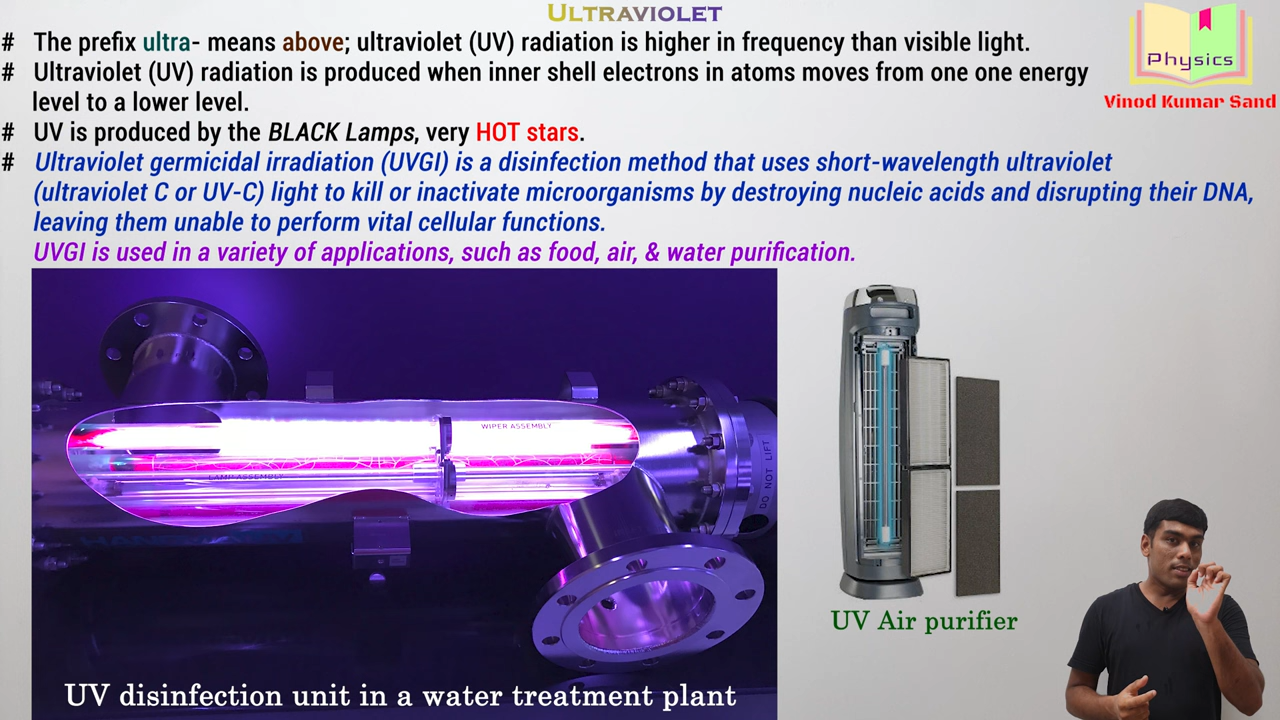 ULTRAVIOLET
# The prefix ultra- means above; ultraviolet (UV) radiation is higher in frequency than visible light.
# Ultraviolet (UV) radiation is produced when inner shell electrons in atoms moves from one one energy
level to a lower level.
# UV is produced by the BLACK Lamps, very HOT stars.
# Ultraviolet germicidal irradiation (UVGI) is a disinfection method that uses short-wavelength ultraviolet
(ultraviolet C or UV-C) light to kill or inactivate microorganisms by destroying nucleic acids and disrupting their DNA,
leaving them unable to perform vital cellular functions.
UVGI is used in a variety of applications, such as food, air, & water purification.
Physics
Vinod Kumar Sand
WIPER ASSEMBLY
LAMP ASSEMBLY
DO NOT LIFT
UV disinfection unit in a water treatment plant
UV Air purifier